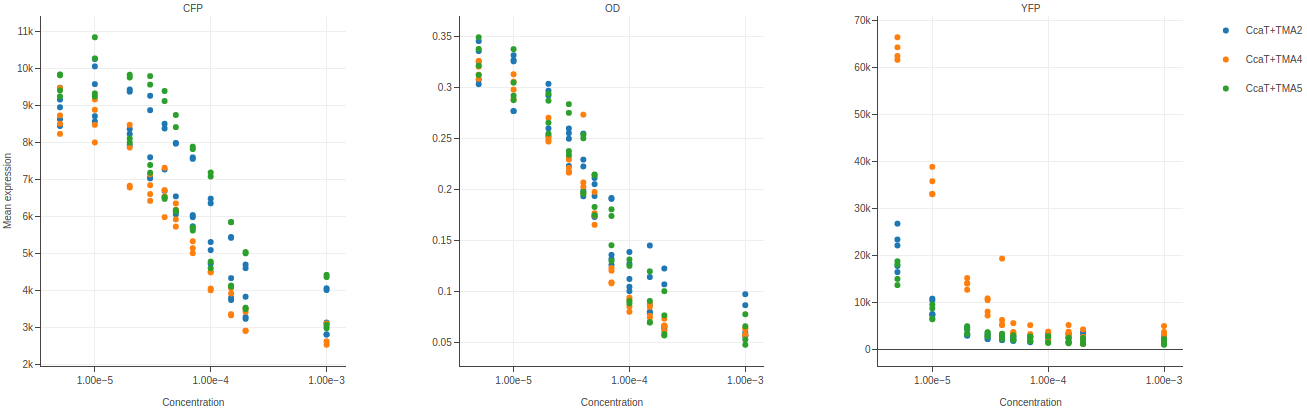 CFP
OD
YFP
Mean expression
11k
10k
9k
8k
7k
6k
5k
4k
3k
2k
1.00e−5
1.00e−4
1.00e−3
Concentration
0.35
0.3
0.25
0.2
0.15
0.1
0.05
1.00e−5
1.00e−4
1.00e−3
Concentration
70k
60k
50k
40k
30k
20k
10k
0
1.00e−5
1.00e−4
1.00e−3
Concentration
CcaT+TMA2
CcaT+TMA4
CcaT+TMA5